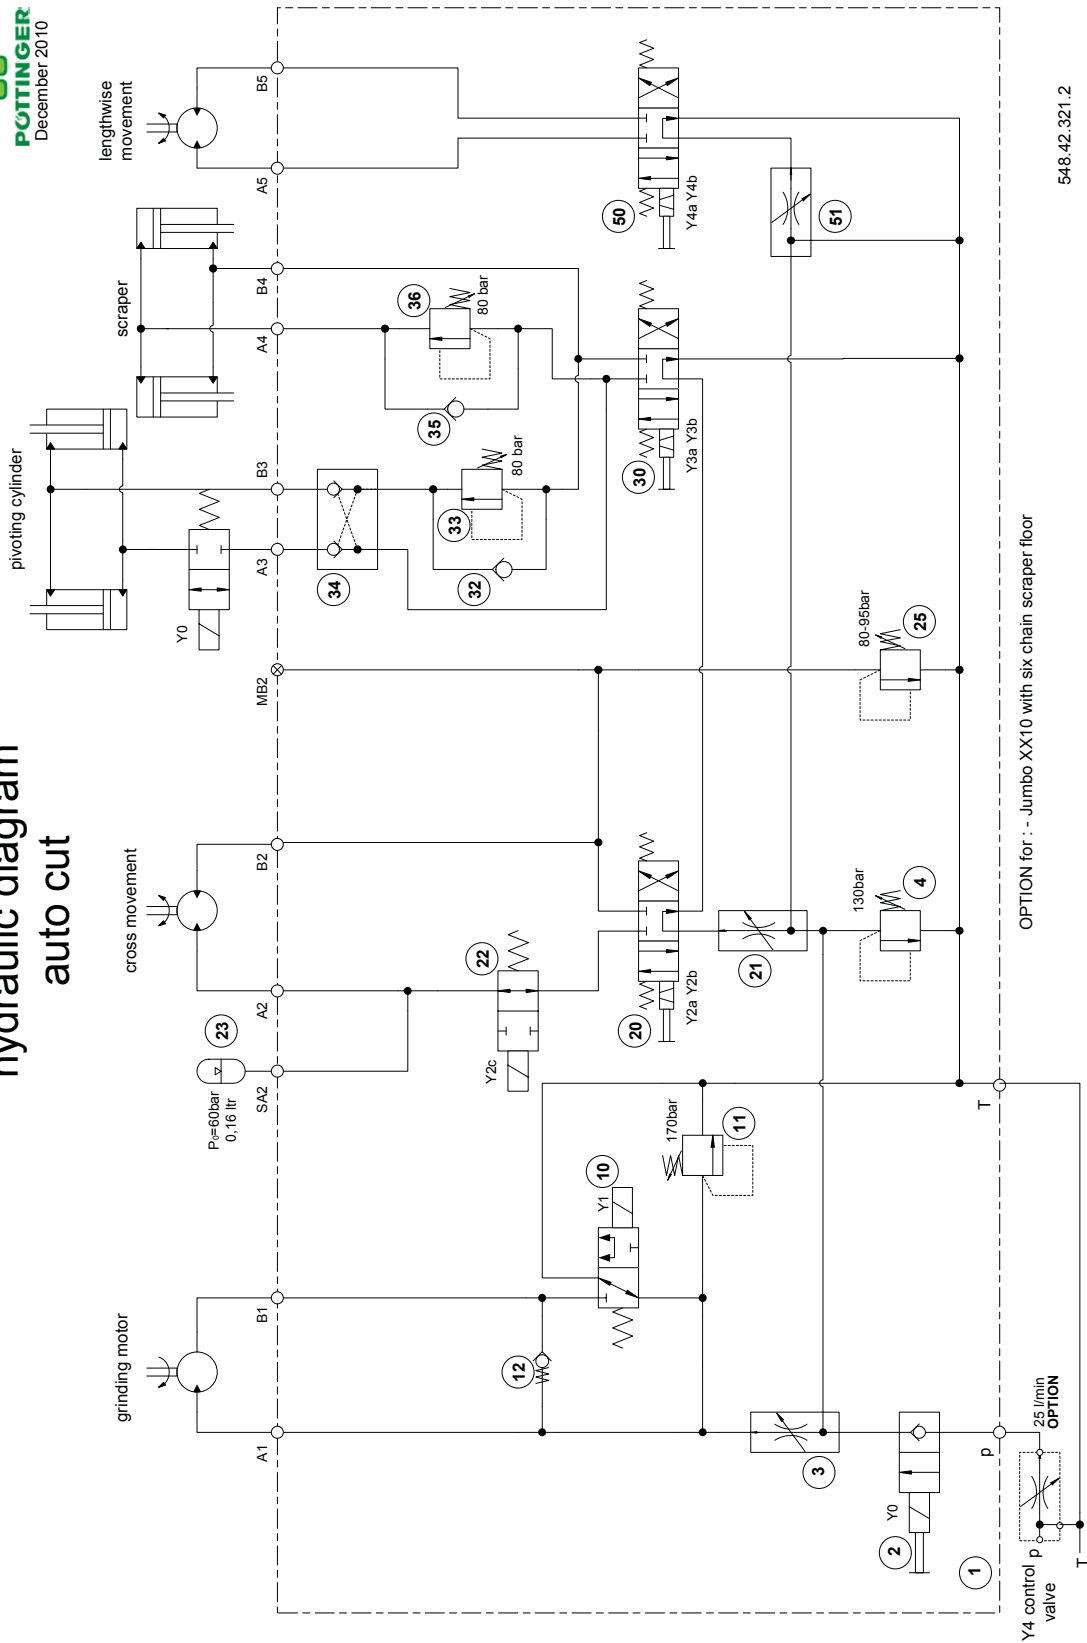 PÖTTINGER
December 2010
hydraulic diagram
auto cut
grinding motor
cross movement
pivoting cylinder
scraper
lengthwise
movement
A1
B1
SA2
A2
B2
MB2
A3
B3
A4
B4
A5
B5
P₀=60bar
0,16 ltr
23
Y0
34
36
80 bar
35
33
80 bar
32
22
Y2c
12
10
Y1
170bar
11
20
Y2a Y2b
30
Y3a Y3b
50
Y4a Y4b
3
21
51
130bar
4
80-95bar
25
2
Y0
1
p
T
25 l/min
OPTION
Y4 control
valve
p
T
OPTION for : - Jumbo XX10 with six chain scraper floor
548.42.321.2